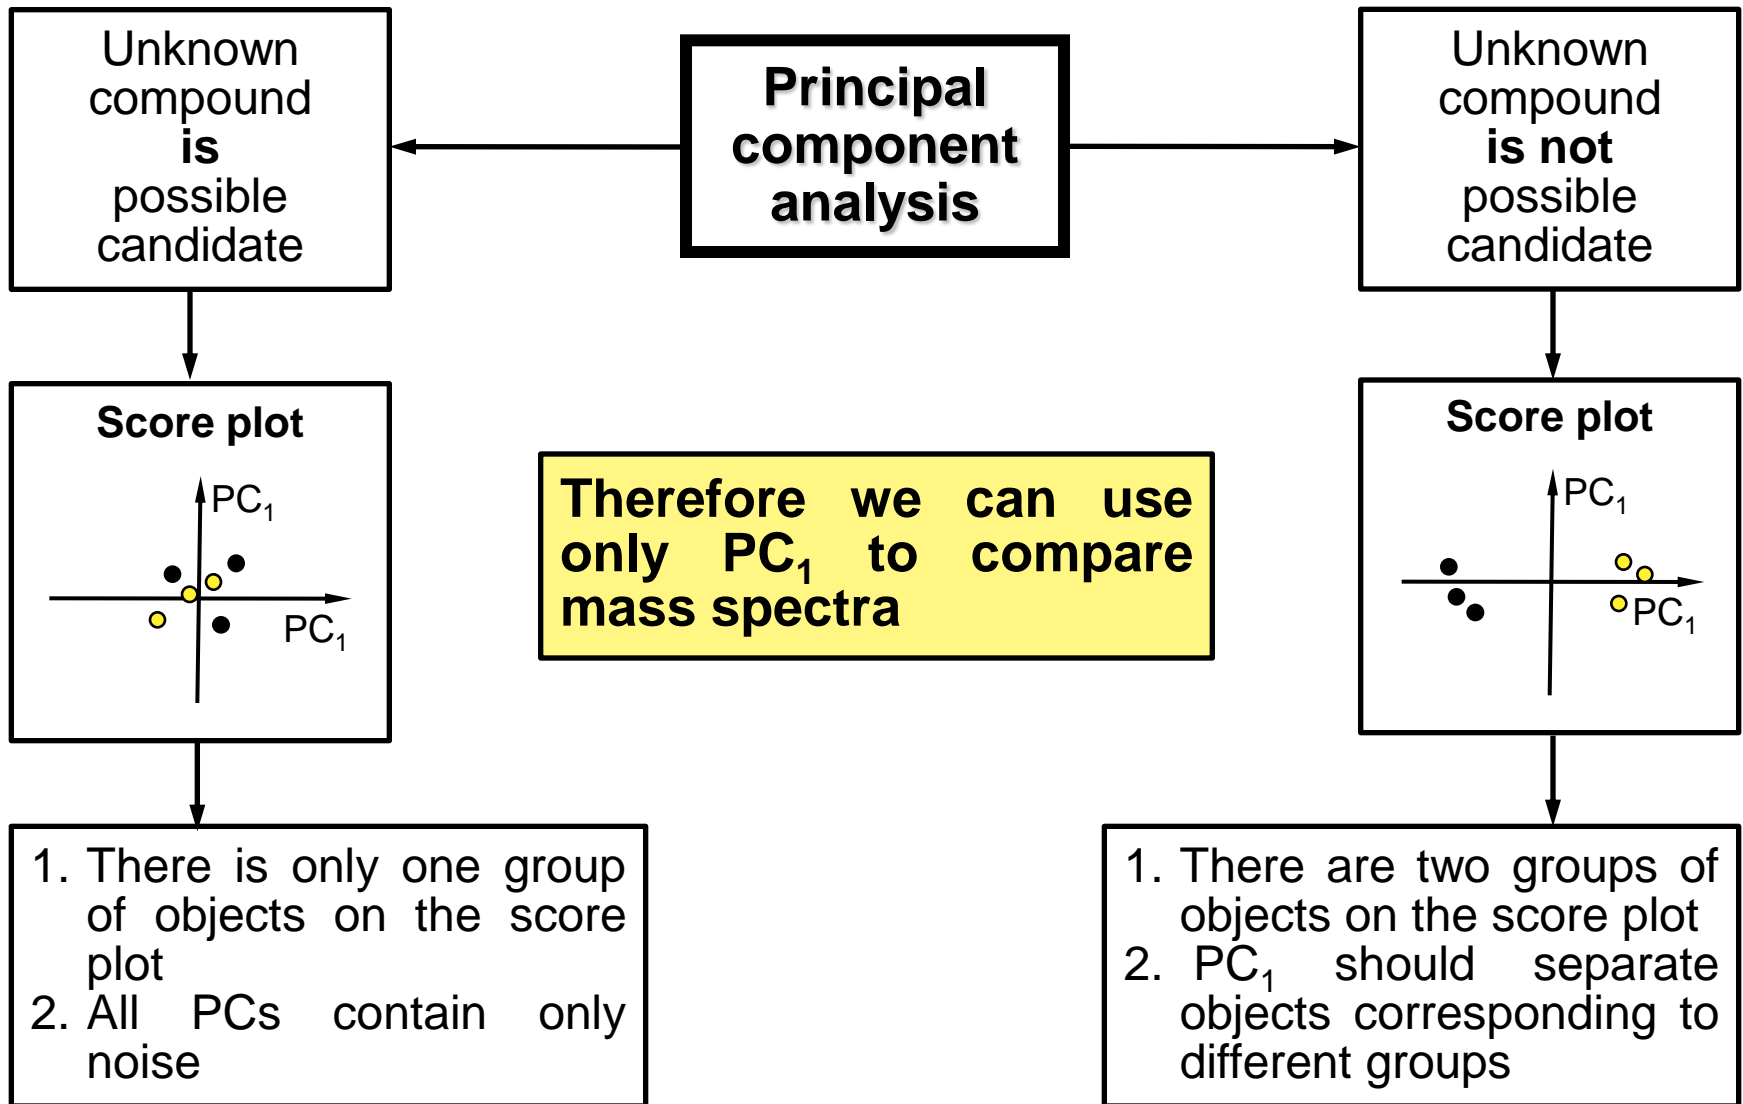 Unknown
compound
is
possible
candidate
Principal
component
analysis
Unknown
compound
is not
possible
candidate
Score plot
PC₁
PC₁
Therefore we can use
only PC₁ to compare
mass spectra
Score plot
PC₁
PC₁
1. There is only one group
of objects on the score
plot
2. All PCs contain only
noise
1. There are two groups of
objects on the score plot
2. PC₁ should separate
objects corresponding to
different groups